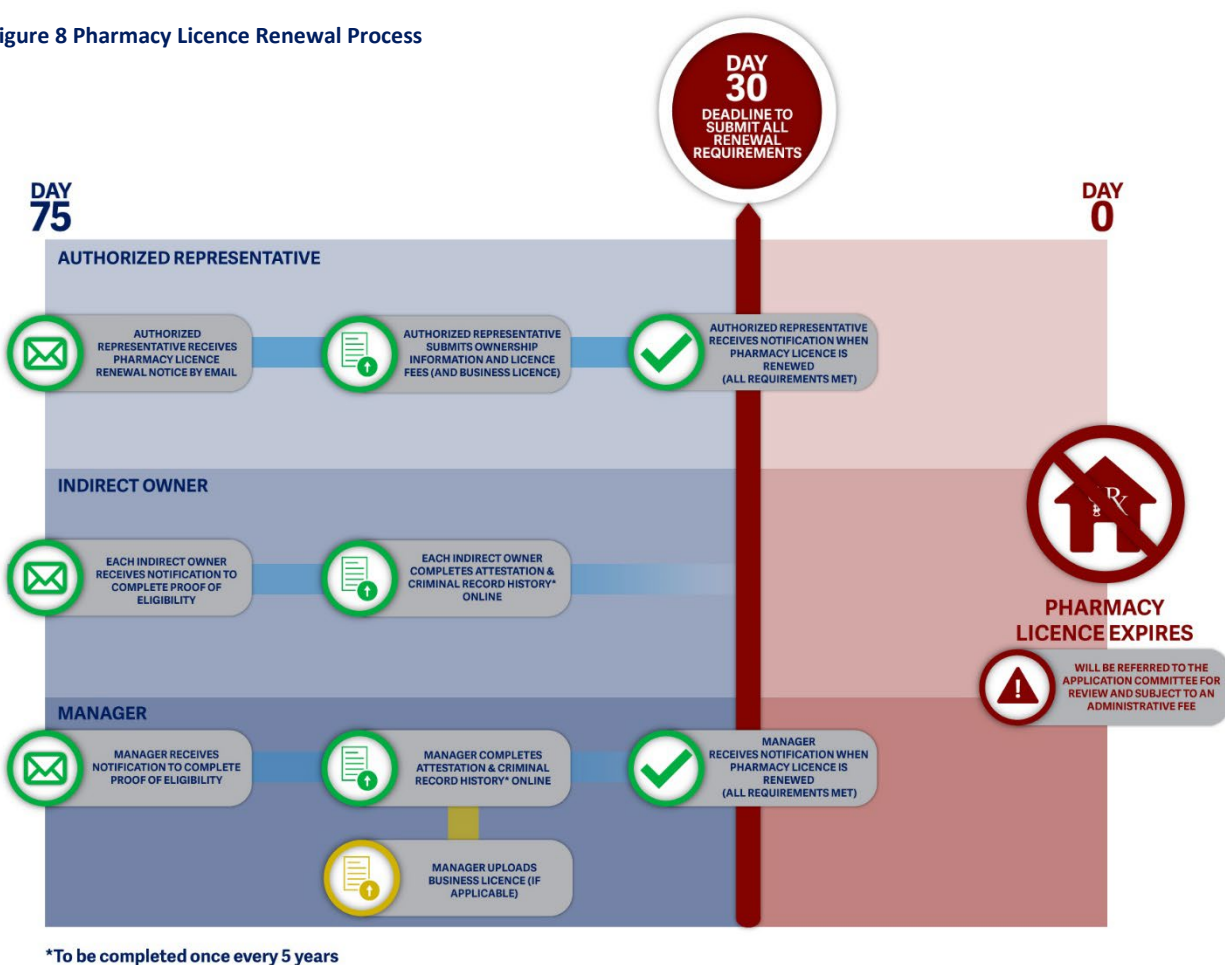 igure 8 Pharmacy Licence Renewal Process
DAY
30
DEADLINE TO
SUBMIT ALL
RENEWAL
REQUIREMENTS
DAY
75
DAY
0
AUTHORIZED REPRESENTATIVE
AUTHORIZED
REPRESENTATIVE RECEIVES
PHARMACY LICENCE
RENEWAL NOTICE BY EMAIL
AUTHORIZED REPRESENTATIVE
SUBMITS OWNERSHIP
INFORMATION AND LICENCE
FEES (AND BUSINESS LICENCE)
AUTHORIZED REPRESENTATIVE
RECEIVES NOTIFICATION WHEN
PHARMACY LICENCE IS
RENEWED
(ALL REQUIREMENTS MET)
INDIRECT OWNER
EACH INDIRECT OWNER
RECEIVES NOTIFICATION TO
COMPLETE PROOF OF
ELIGIBILITY
EACH INDIRECT OWNER
COMPLETES ATTESTATION &
CRIMINAL RECORD HISTORY*
ONLINE
PHARMACY
LICENCE EXPIRES
WILL BE REFERRED TO THE
APPLICATION COMMITTEE FOR
REVIEW AND SUBJECT TO AN
ADMINISTRATIVE FEE
MANAGER
MANAGER RECEIVES
NOTIFICATION TO COMPLETE
PROOF OF ELIGIBILITY
MANAGER COMPLETES
ATTESTATION & CRIMINAL
RECORD HISTORY* ONLINE
MANAGER
RECEIVES NOTIFICATION WHEN
PHARMACY LICENCE IS
RENEWED
(ALL REQUIREMENTS MET)
MANAGER UPLOADS
BUSINESS LICENCE (IF
APPLICABLE)
*To be completed once every 5 years